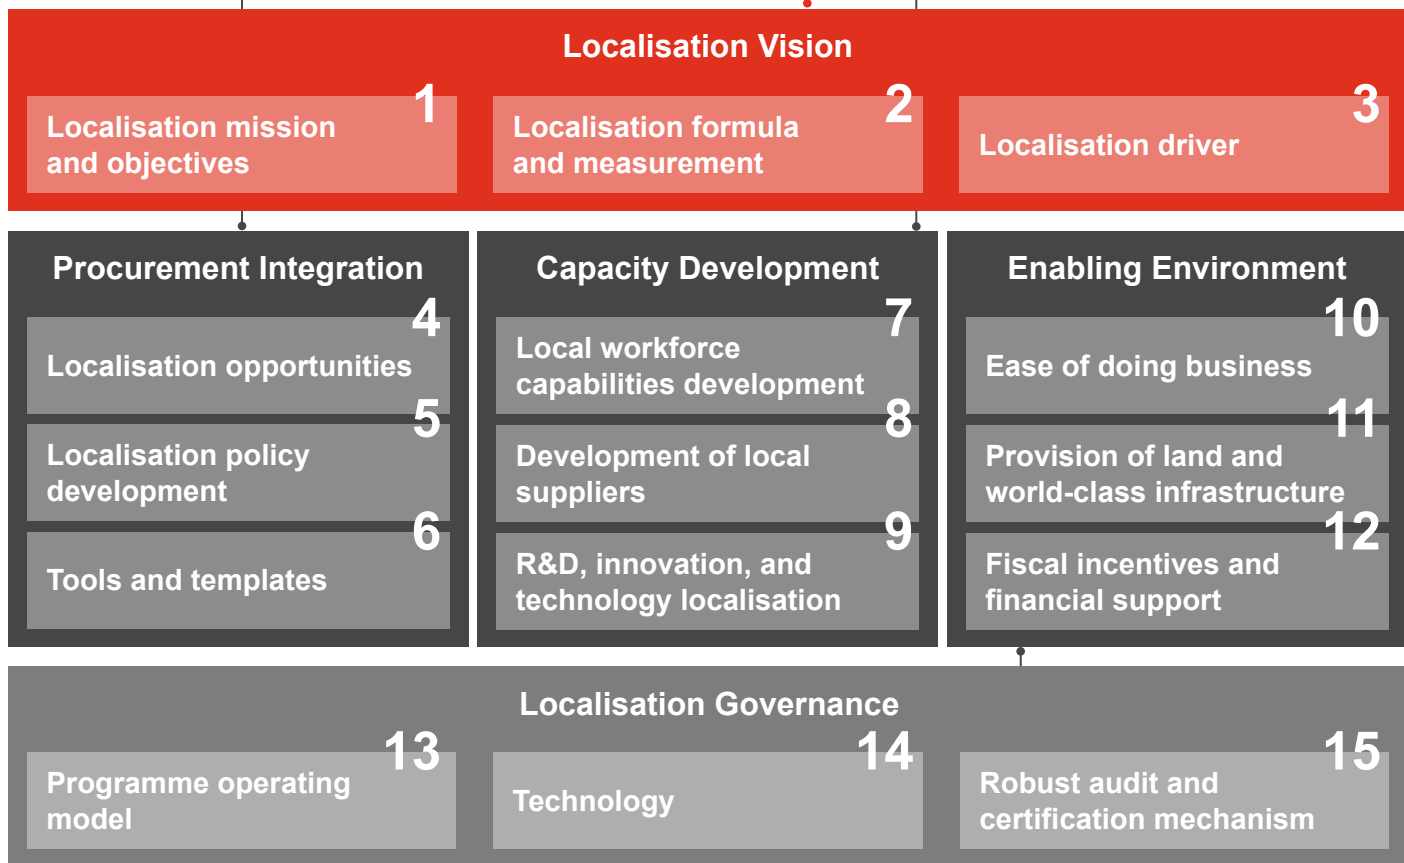 Localisation Vision
1
Localisation mission
and objectives
2
Localisation formula
and measurement
3
Localisation driver
Procurement Integration
4
Localisation opportunities
5
Localisation policy
development
6
Tools and templates
Capacity Development
7
Local workforce
capabilities development
8
Development of local
suppliers
9
R&D, innovation, and
technology localisation
Enabling Environment
10
Ease of doing business
11
Provision of land and
world-class infrastructure
12
Fiscal incentives and
financial support
Localisation Governance
13
Programme operating
model
14
Technology
15
Robust audit and
certification mechanism